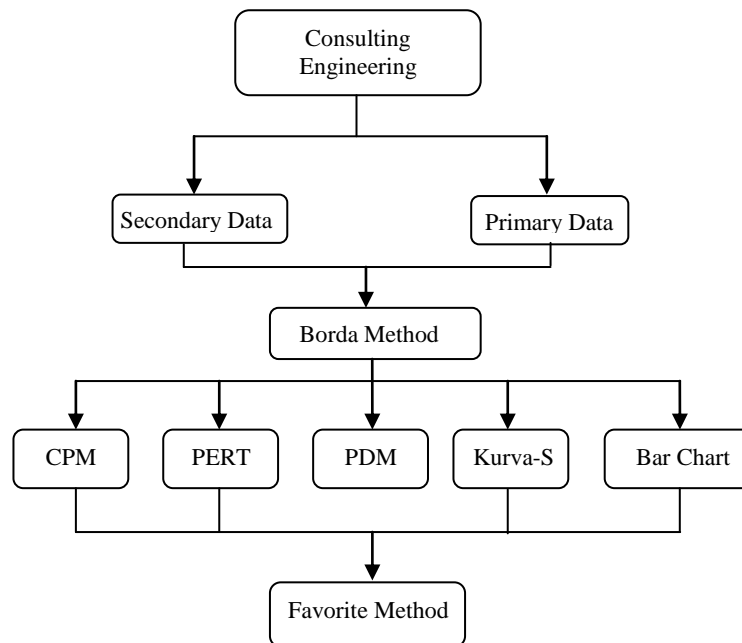 Consulting
Engineering
Secondary Data
Primary Data
Borda Method
CPM
PERT
PDM
Kurva-S
Bar Chart
Favorite Method